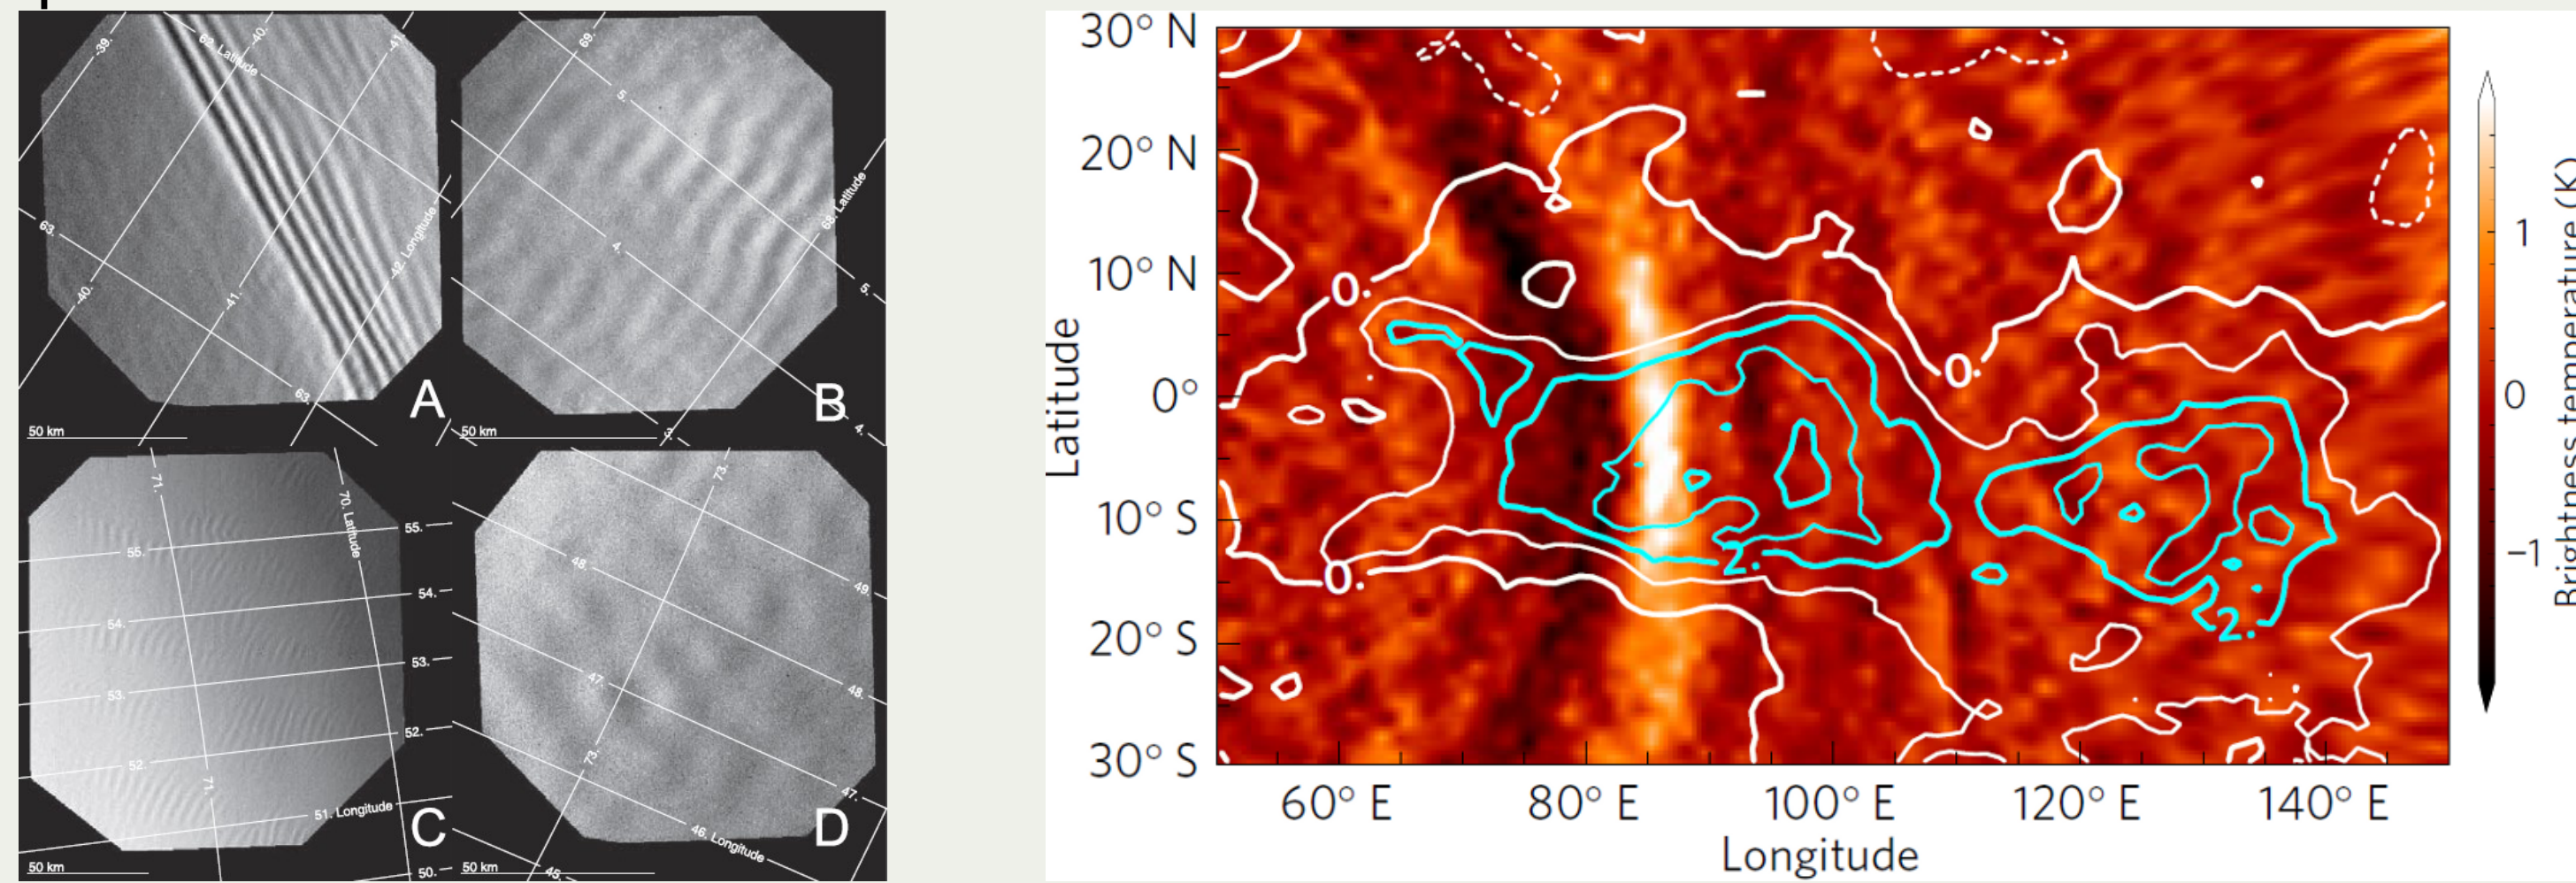 -39.
-40.
-41.
62. Latitude
63.
-40.
-41.
-42. Longitude
63.
A
50 km
69.
5.
4.
68. Latitude
5.
3.
4.
B
50 km
71.
70. Latitude
55.
55.
54.
54.
53.
53.
52.
52.
71.
51. Longitude
50.
C
50 km
73.
48.
49.
47.
48.
73.
47.
46. Longitude
45.
D
50 km
30° N
20° N
10° N
0°
10° S
20° S
30° S
Latitude
0.
0.
0.
2.
2.
60° E
80° E
100° E
120° E
140° E
Longitude
1
0
−1
Brightness temperature (K)